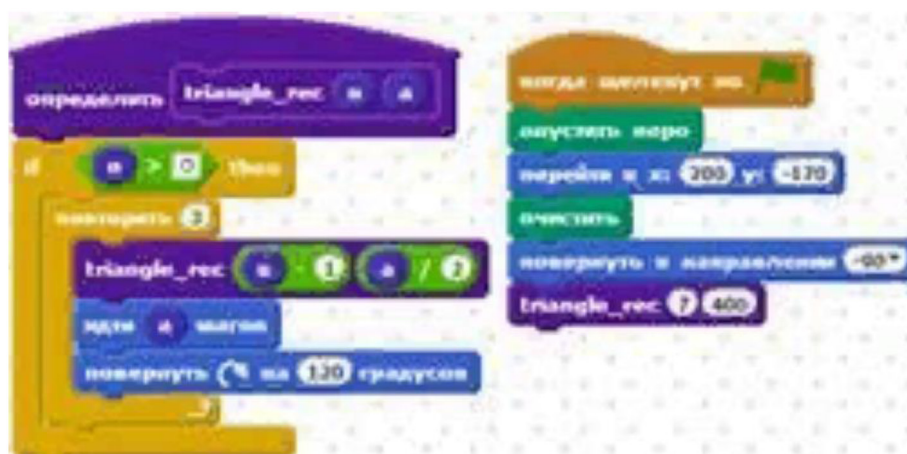 определить triangle_rec n a
if n > 0 then
повторить 3
triangle_rec n - 1 a / 2
идти a шагов
повернуть на 120 градусов
когда щелкнут по
опустить перо
перейти в x: 200 y: -170
очистить
повернуть в направлении -90
triangle_rec 7 400